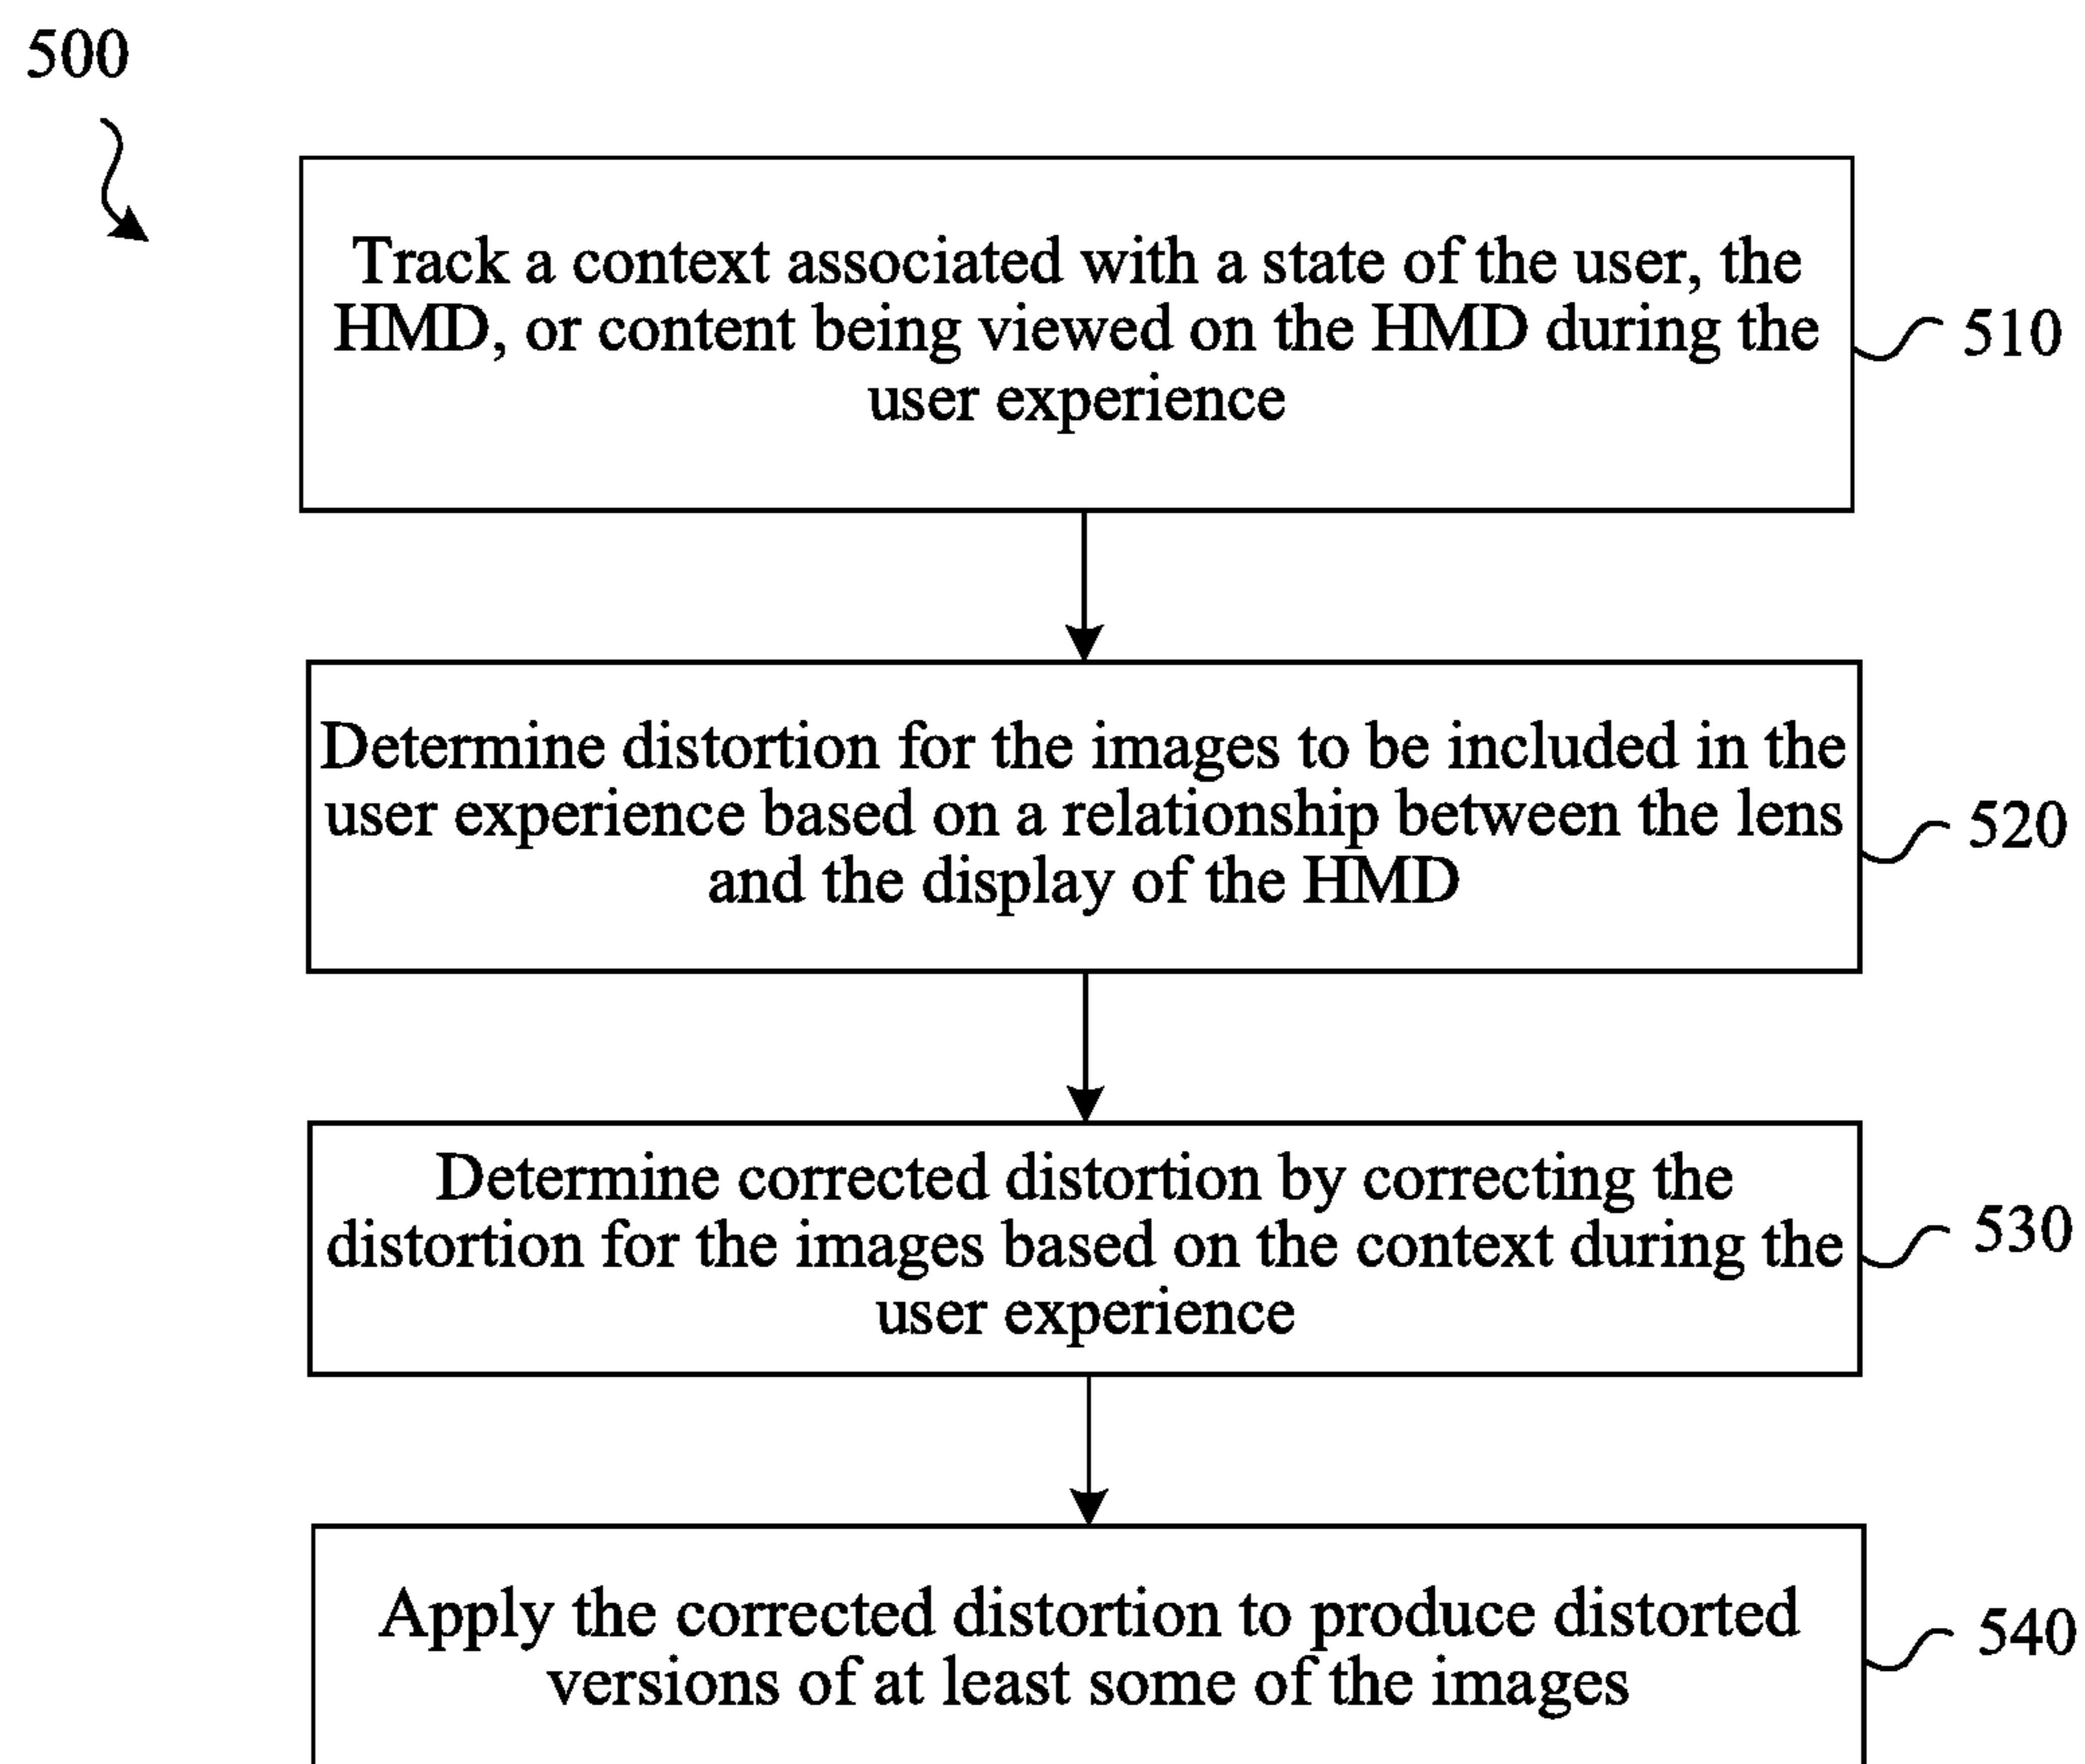 500
Track a context associated with a state of the user, the
HMD, or content being viewed on the HMD during the
user experience
510
Determine distortion for the images to be included in the
user experience based on a relationship between the lens
and the display of the HMD
520
Determine corrected distortion by correcting the
distortion for the images based on the context during the
user experience
530
Apply the corrected distortion to produce distorted
versions of at least some of the images
540